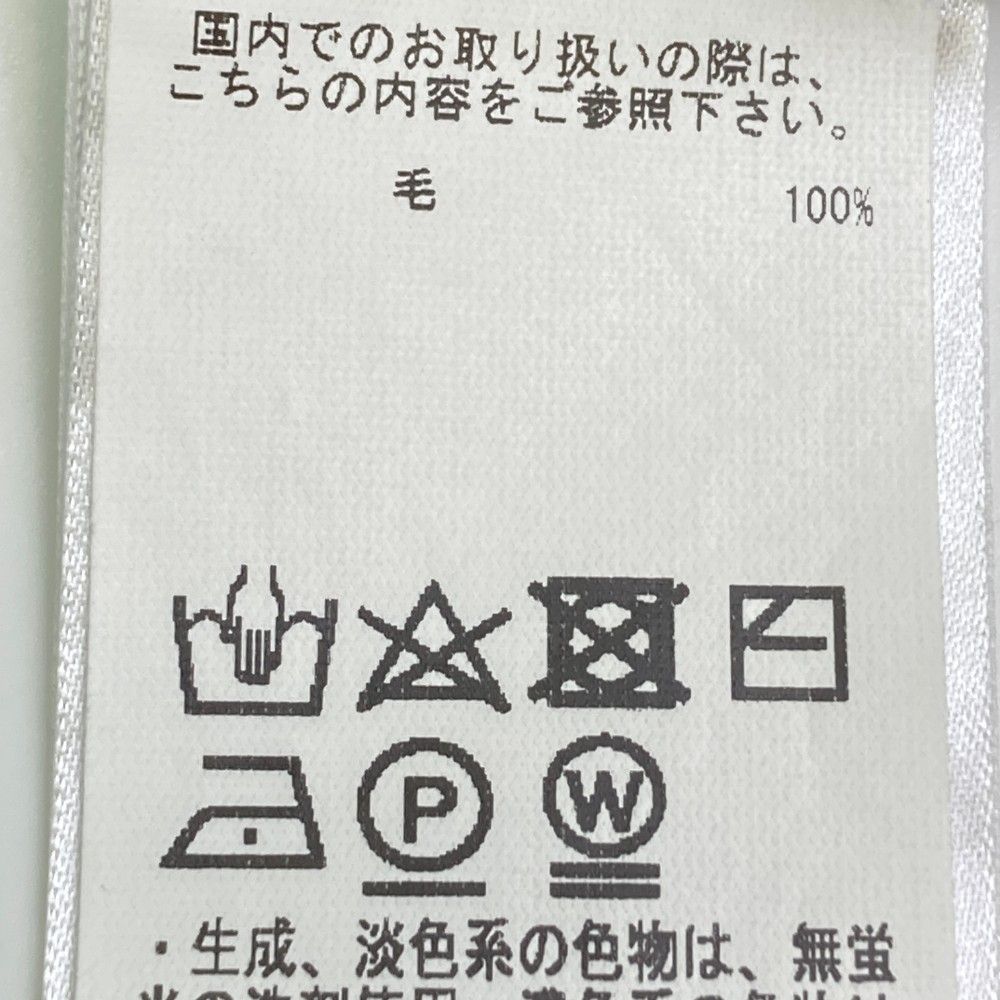 国内でのお取り扱いの際は、
こちらの内容をご参照下さい。
毛 100%
P W
・生成、淡色系の色物は、無蛍